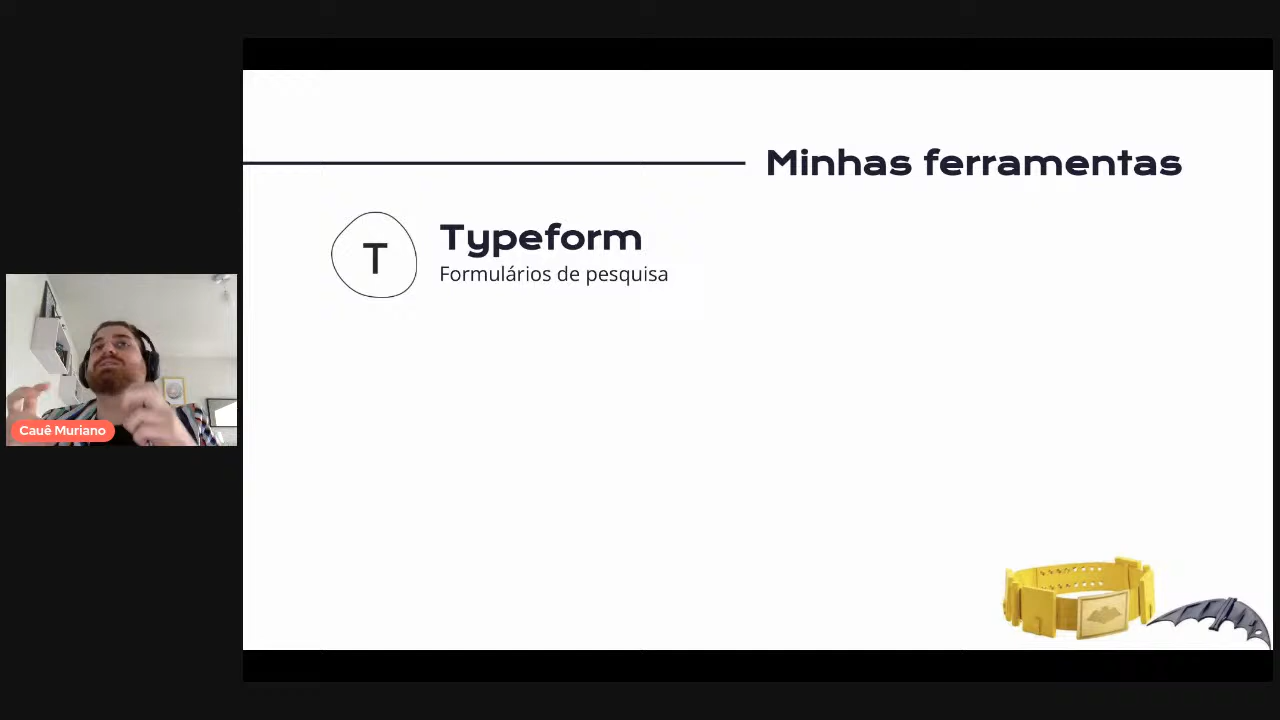 Minhas ferramentas
T
Typeform
Formulários de pesquisa
Cauê Muriano